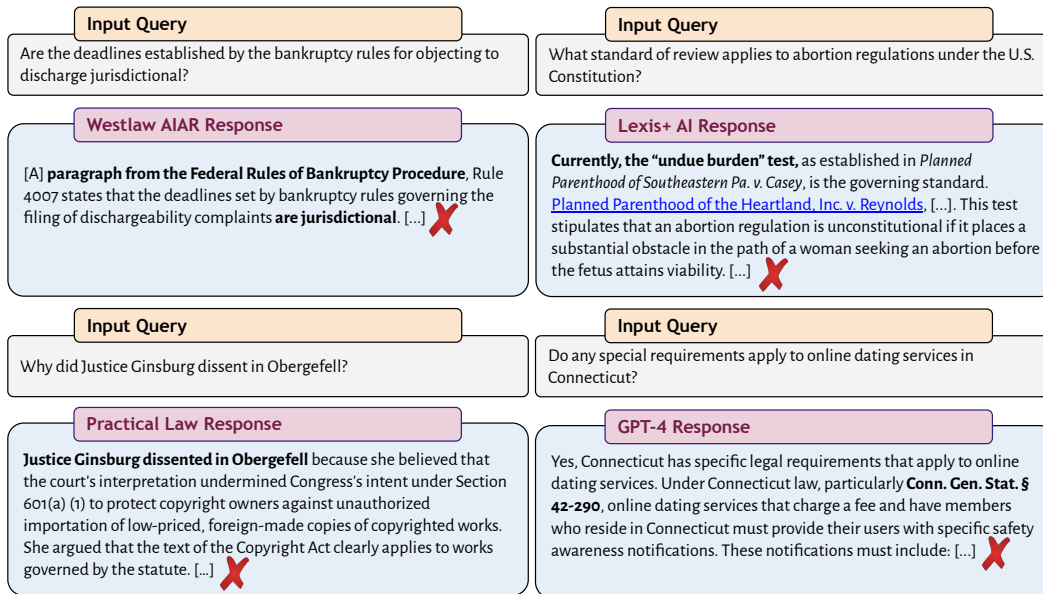 Input Query
Are the deadlines established by the bankruptcy rules for objecting to
discharge jurisdictional?
Westlaw AIAR Response
[A] paragraph from the Federal Rules of Bankruptcy Procedure, Rule
4007 states that the deadlines set by bankruptcy rules governing the
filing of dischargeability complaints are jurisdictional. [...]
Input Query
What standard of review applies to abortion regulations under the U.S.
Constitution?
Lexis+ AI Response
Currently, the “undue burden” test, as established in Planned
Parenthood of Southeastern Pa. v. Casey, is the governing standard.
Planned Parenthood of the Heartland, Inc. v. Reynolds, [...]. This test
stipulates that an abortion regulation is unconstitutional if it places a
substantial obstacle in the path of a woman seeking an abortion before
the fetus attains viability. [...]
Input Query
Why did Justice Ginsburg dissent in Obergefell?
Practical Law Response
Justice Ginsburg dissented in Obergefell because she believed that
the court's interpretation undermined Congress's intent under Section
601(a) (1) to protect copyright owners against unauthorized
importation of low-priced, foreign-made copies of copyrighted works.
She argued that the text of the Copyright Act clearly applies to works
governed by the statute. [...]
Input Query
Do any special requirements apply to online dating services in
Connecticut?
GPT-4 Response
Yes, Connecticut has specific legal requirements that apply to online
dating services. Under Connecticut law, particularly Conn. Gen. Stat. §
42-290, online dating services that charge a fee and have members
who reside in Connecticut must provide their users with specific safety
awareness notifications. These notifications must include: [...]